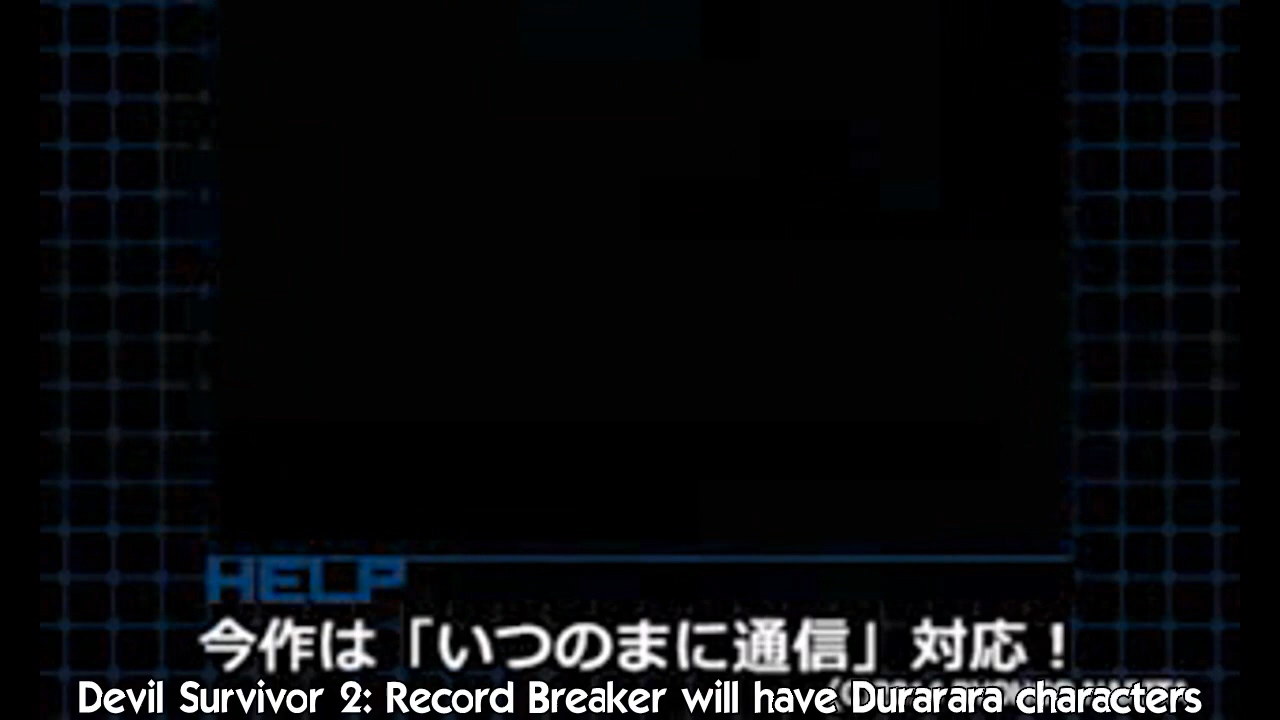 HELP
今作は「いつのまに通信」対応！
Devil Survivor 2: Record Breaker will have Durarara characters